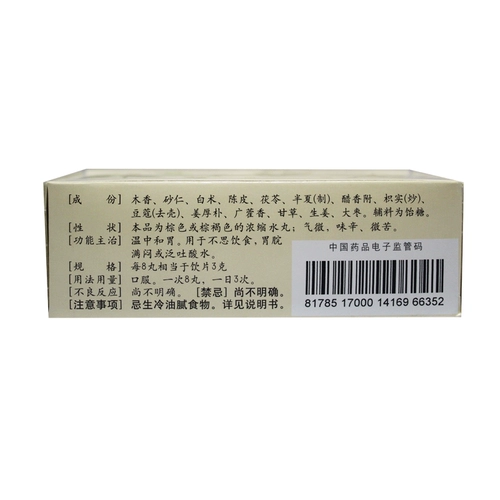 [成　份] 木香、砂仁、白术、陈皮、茯苓、半夏(制)、醋香附、枳实(炒)、
豆蔻(去壳)、姜厚朴、广藿香、甘草、生姜、大枣。辅料为饴糖。
[性　状] 本品为棕色或棕褐色的浓缩水丸；气微，味辛、微苦。
[功能主治] 温中和胃。用于不思饮食，胃脘
满闷或泛吐酸水。
[规　格] 每8丸相当于饮片3克
[用法用量] 口服。一次8丸，一日3次。
[不良反应] 尚不明确。[禁忌] 尚不明确。
[注意事项] 忌生冷油腻食物。详见说明书。
中国药品电子监管码
81785 17000 14169 66352